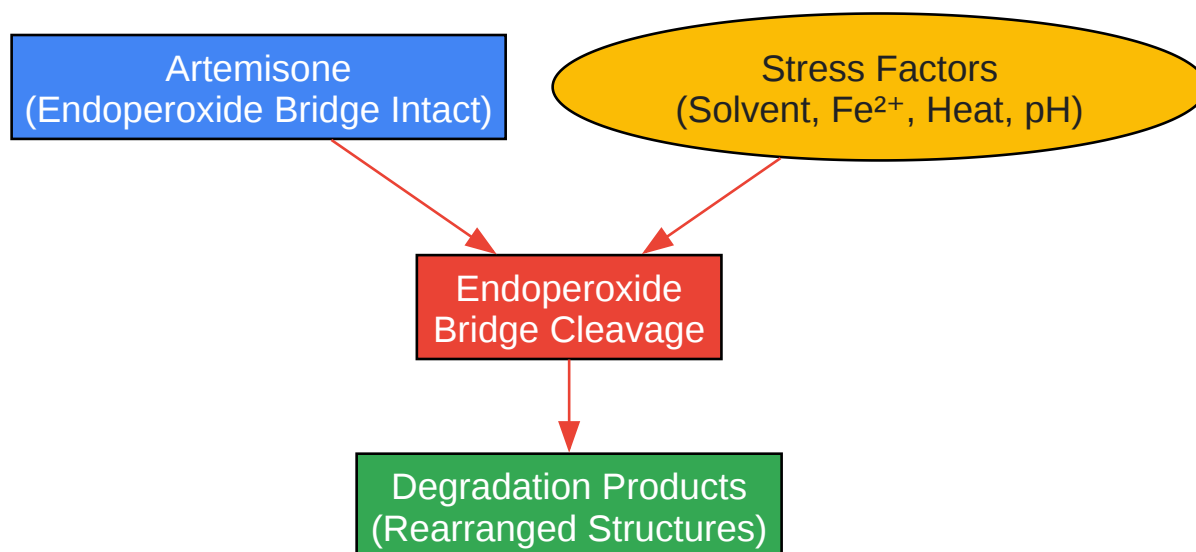 Artemisone
(Endoperoxide Bridge Intact)
Stress Factors
(Solvent, Fe²⁺, Heat, pH)
Endoperoxide
Bridge Cleavage
Degradation Products
(Rearranged Structures)